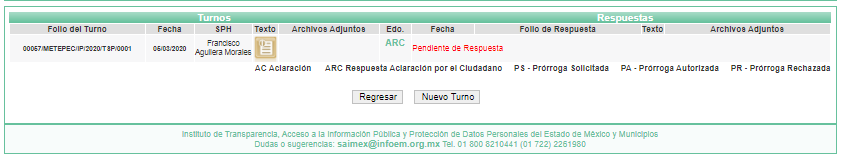 Turnos Respuestas
Folio del Turno Fecha SPH Texto Archivos Adjuntos Edo. Fecha Folio de Respuesta Texto Archivos Adjuntos
00057/METEPEC/IP/2020/TSP/0001 05/03/2020 Francisco Aguilera Morales ARC Pendiente de Respuesta
AC Aclaración ARC Respuesta Aclaración por el Ciudadano PS - Prórroga Solicitada PA - Prórroga Autorizada PR - Prórroga Rechazada
Regresar Nuevo Turno
Instituto de Transparencia, Acceso a la Información Pública y Protección de Datos Personales del Estado de México y Municipios
Dudas o sugerencias: saimex@infoem.org.mx Tel. 01 800 8210441 (01 722) 2261980